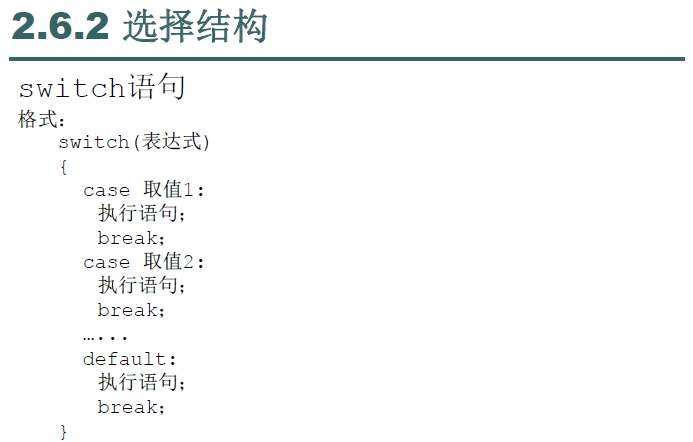 2.6.2 选择结构
switch语句
格式:
switch(表达式)
{
case 取值1:
执行语句;
break;
case 取值2:
执行语句;
break;
…...
default:
执行语句;
break;
}